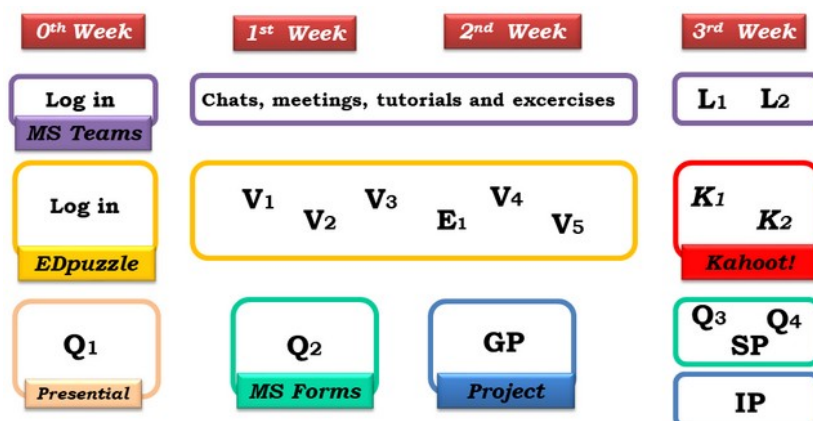 0th Week 1st Week 2nd Week 3rd Week
Log in
MS Teams
Chats, meetings, tutorials and excercises
L1 L2
Log in
EDpuzzle
V1 V2 V3 E1 V4 V5
K1 K2
Kahoot!
Q1
Presential
Q2
MS Forms
GP
Project
Q3 Q4
SP
IP